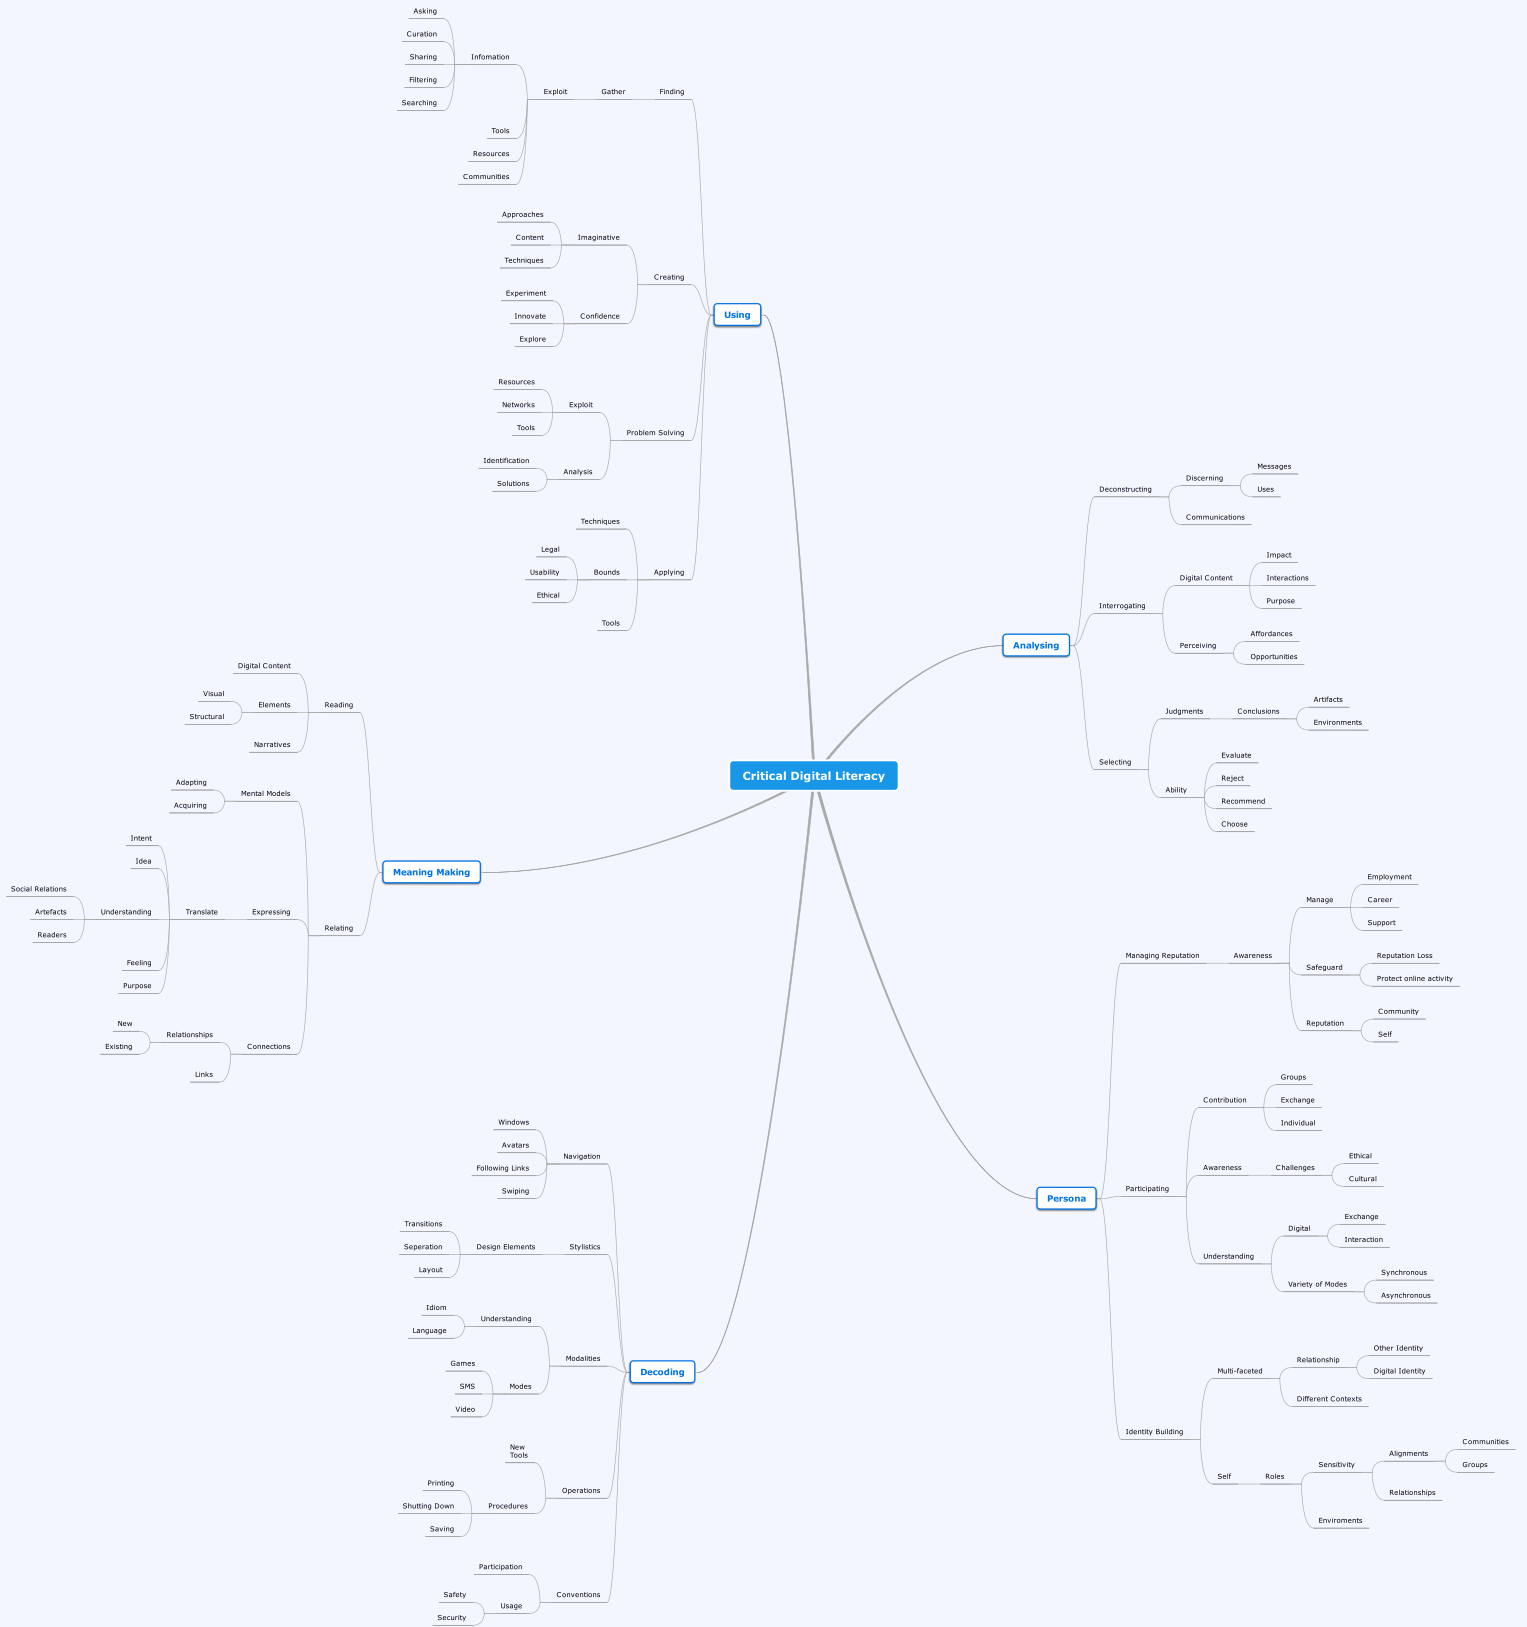 Critical Digital Literacy
Using
Finding
Gather
Exploit
Infomation
Asking
Curation
Sharing
Filtering
Searching
Tools
Resources
Communities
Creating
Imaginative
Approaches
Content
Techniques
Confidence
Experiment
Innovate
Explore
Problem Solving
Exploit
Resources
Networks
Tools
Analysis
Identification
Solutions
Applying
Techniques
Bounds
Legal
Usability
Ethical
Tools
Analysing
Deconstructing
Discerning
Messages
Uses
Communications
Interrogating
Digital Content
Impact
Interactions
Purpose
Perceiving
Affordances
Opportunities
Selecting
Judgments
Conclusions
Artifacts
Environments
Ability
Evaluate
Reject
Recommend
Choose
Meaning Making
Reading
Digital Content
Elements
Visual
Structural
Narratives
Relating
Mental Models
Adapting
Acquiring
Expressing
Translate
Intent
Idea
Understanding
Social Relations
Artefacts
Readers
Feeling
Purpose
Connections
Relationships
New
Existing
Links
Persona
Managing Reputation
Awareness
Manage
Employment
Career
Support
Safeguard
Reputation Loss
Protect online activity
Reputation
Community
Self
Participating
Contribution
Groups
Exchange
Individual
Awareness
Challenges
Ethical
Cultural
Understanding
Digital
Exchange
Interaction
Variety of Modes
Synchronous
Asynchronous
Identity Building
Multi-faceted
Relationship
Other Identity
Digital Identity
Different Contexts
Self
Roles
Sensitivity
Alignments
Communities
Groups
Relationships
Enviroments
Decoding
Navigation
Windows
Avatars
Following Links
Swiping
Stylistics
Design Elements
Transitions
Seperation
Layout
Modalities
Understanding
Idiom
Language
Modes
Games
SMS
Video
Operations
New
Tools
Procedures
Printing
Shutting Down
Saving
Conventions
Participation
Usage
Safety
Security